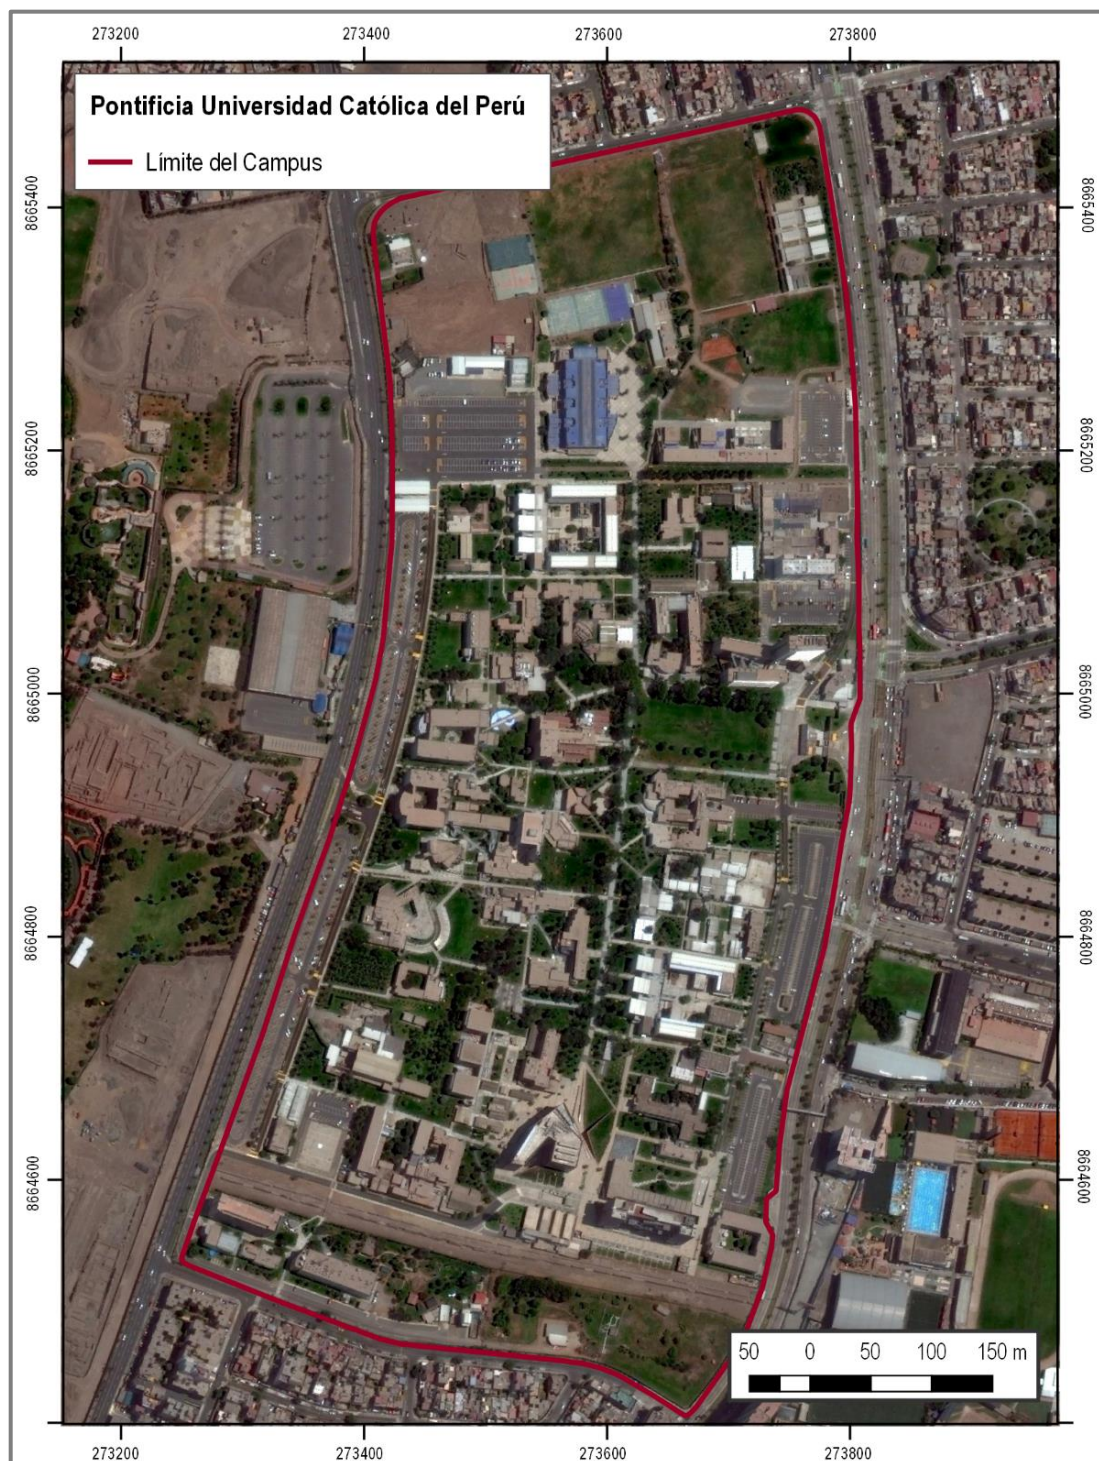 273200 273400 273600 273800
Pontificia Universidad Católica del Perú
Límite del Campus
8665400 8665400
8665200 8665200
8665000 8665000
8664800 8664800
8664600 8664600
50 0 50 100 150 m
273200 273400 273600 273800